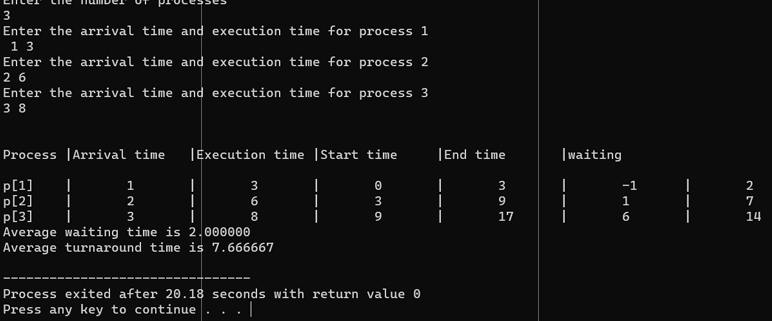 Enter the number of processes
3
Enter the arrival time and execution time for process 1
1 3
Enter the arrival time and execution time for process 2
2 6
Enter the arrival time and execution time for process 3
3 8
Process |Arrival time |Execution time |Start time |End time |waiting
p[1] | 1 | 3 | 0 | 3 | -1 | 2
p[2] | 2 | 6 | 3 | 9 | 1 | 7
p[3] | 3 | 8 | 9 | 17 | 6 | 14
Average waiting time is 2.000000
Average turnaround time is 7.666667
--------------------------------
Process exited after 20.18 seconds with return value 0
Press any key to continue . . .